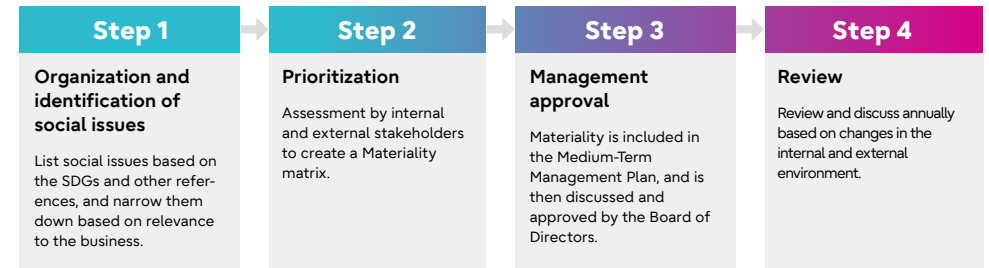 Step 1
Organization and
identification of
social issues
List social issues based on
the SDGs and other refer-
ences, and narrow them
down based on relevance
to the business.
Step 2
Prioritization
Assessment by internal
and external stakeholders
to create a Materiality
matrix.
Step 3
Management
approval
Materiality is included in
the Medium-Term
Management Plan, and is
then discussed and
approved by the Board of
Directors.
Step 4
Review
Review and discuss annually
based on changes in the
internal and external
environment.